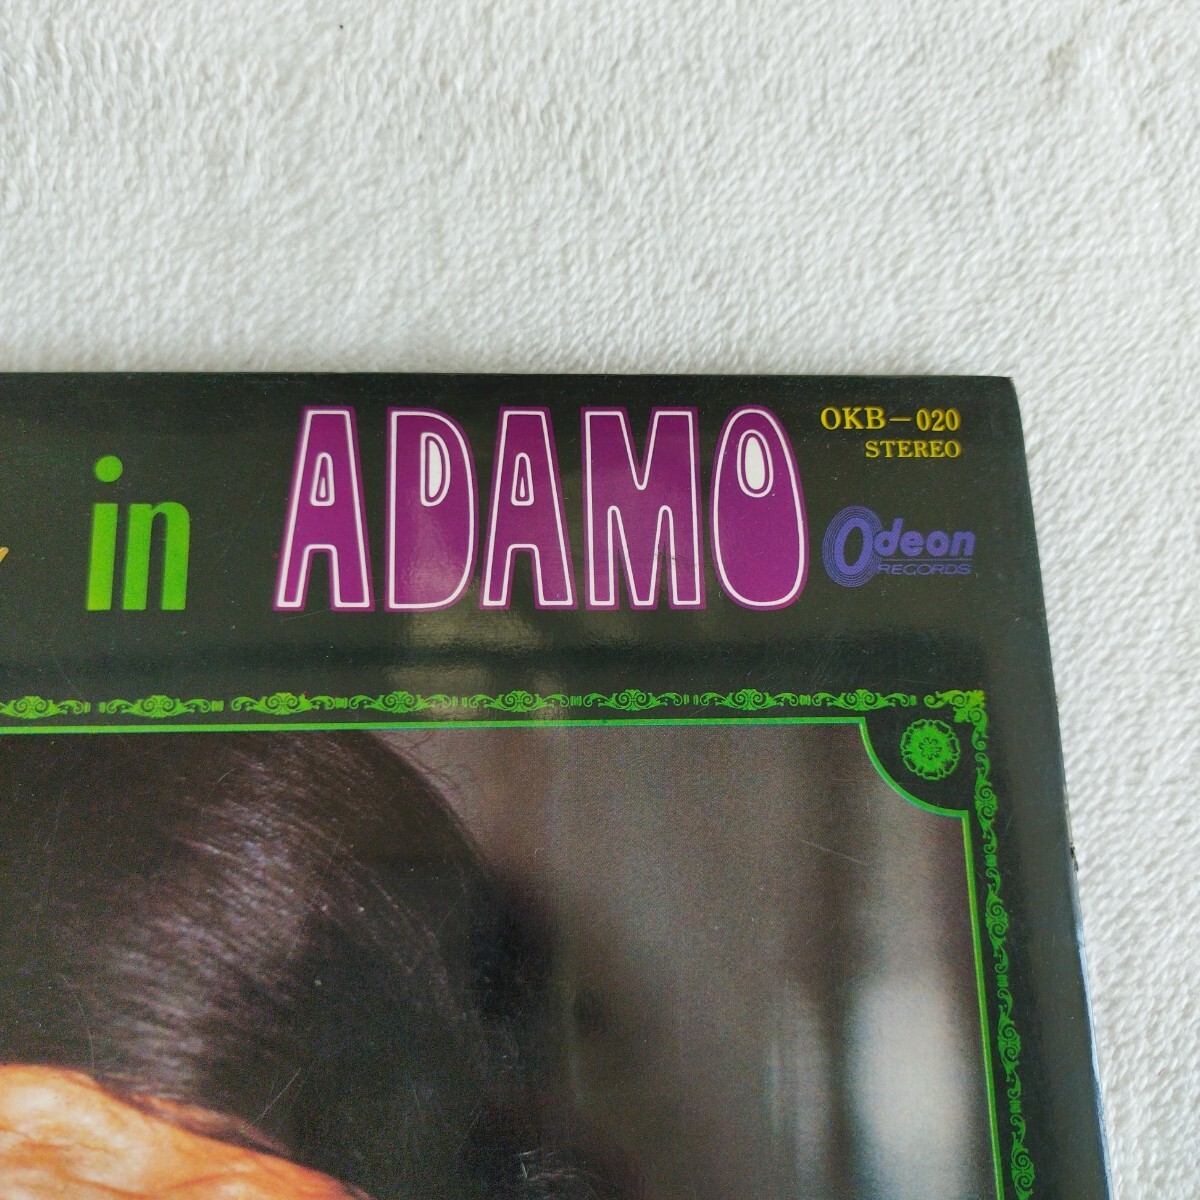 in ADAMO
OKB-020
STEREO
Odeon
RECORDS